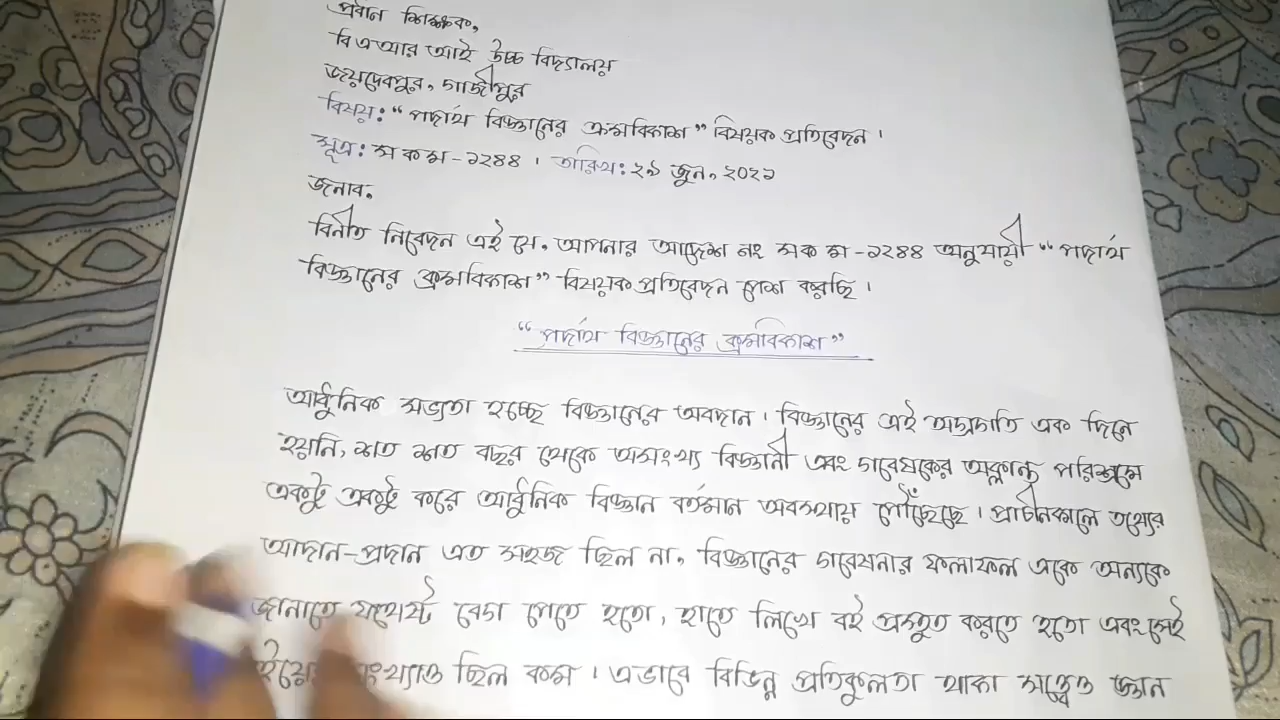 প্রধান শিক্ষক,
বি এ আর আই উচ্চ বিদ্যালয়
জয়দেবপুর, গাজীপুর
বিষয়: “পদার্থ বিজ্ঞানের ক্রমবিকাশ” বিষয়ক প্রতিবেদন।
সূত্র: স ক ম - ১২৪৪। তারিখ: ২৯ জুন, ২০২১
জনাব,
বিনীত নিবেদন এই যে, আপনার আদেশ নং স ক ম - ১২৪৪ অনুযায়ী “পদার্থ
বিজ্ঞানের ক্রমবিকাশ” বিষয়ক প্রতিবেদন পেশ করছি।
“পদার্থ বিজ্ঞানের ক্রমবিকাশ”
আধুনিক সভ্যতা হচ্ছে বিজ্ঞানের অবদান। বিজ্ঞানের এই অগ্রগতি এক দিনে
হয়নি, শত শত বছর থেকে অসংখ্য বিজ্ঞানী এবং গবেষকের অক্লান্ত পরিশ্রমে
একটু একটু করে আধুনিক বিজ্ঞান বর্তমান অবস্থায় পৌঁছেছে। প্রাচীনকালে তথ্যের
আদান-প্রদান এত সহজ ছিল না, বিজ্ঞানের গবেষনার ফলাফল একে অন্যকে
জানাতে যথেষ্ট বেগ পেতে হতো, হাতে লিখে বই প্রস্তুত করতে হতো এবং সেই
সংখ্যাও ছিল কম। এভাবে বিভিন্ন প্রতিকূলতা থাকা সত্ত্বেও জ্ঞান